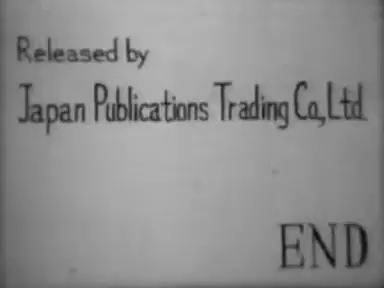 Released by
Japan Publications Trading Co., Ltd.
END